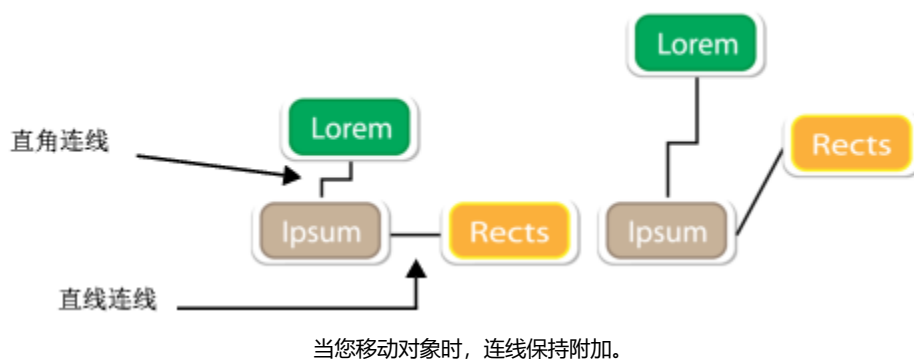 Lorem
Lorem
直角连线
Rects
Ipsum
Rects
Ipsum
直线连线
当您移动对象时，连线保持附加。